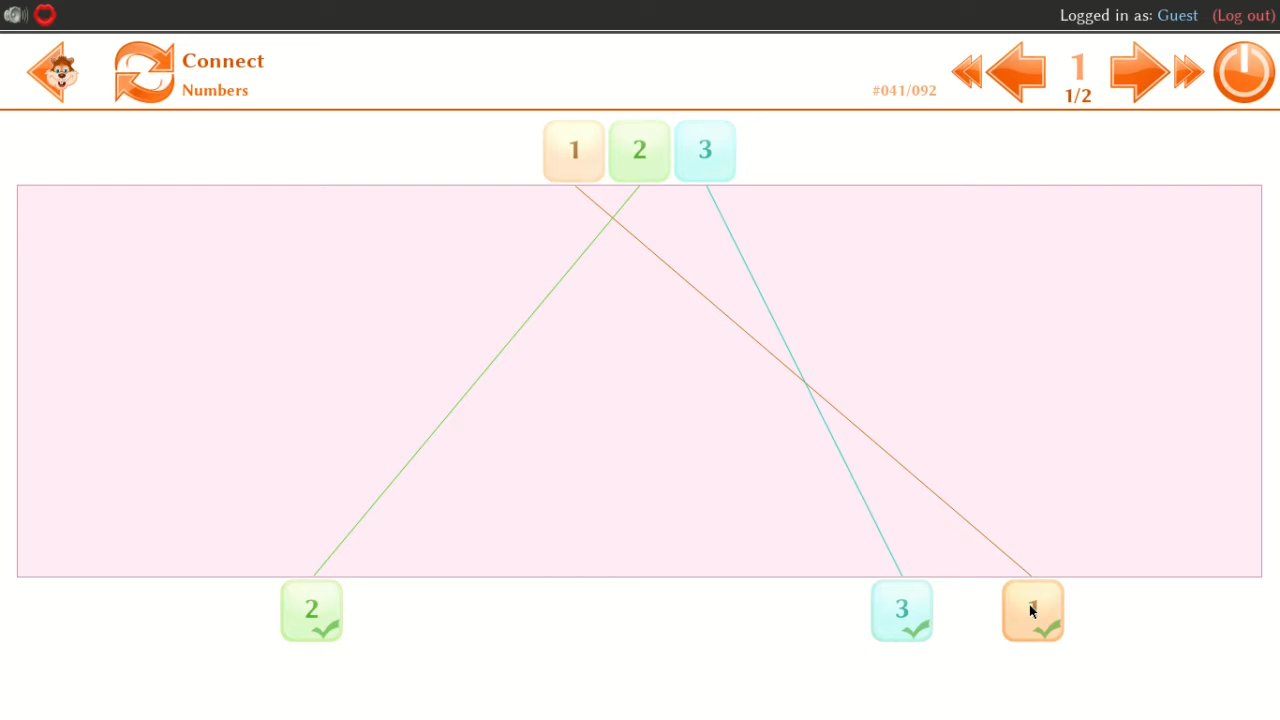 Logged in as: Guest (Log out)
Connect
Numbers
#041/092
1
1/2
1 2 3
2 3 1